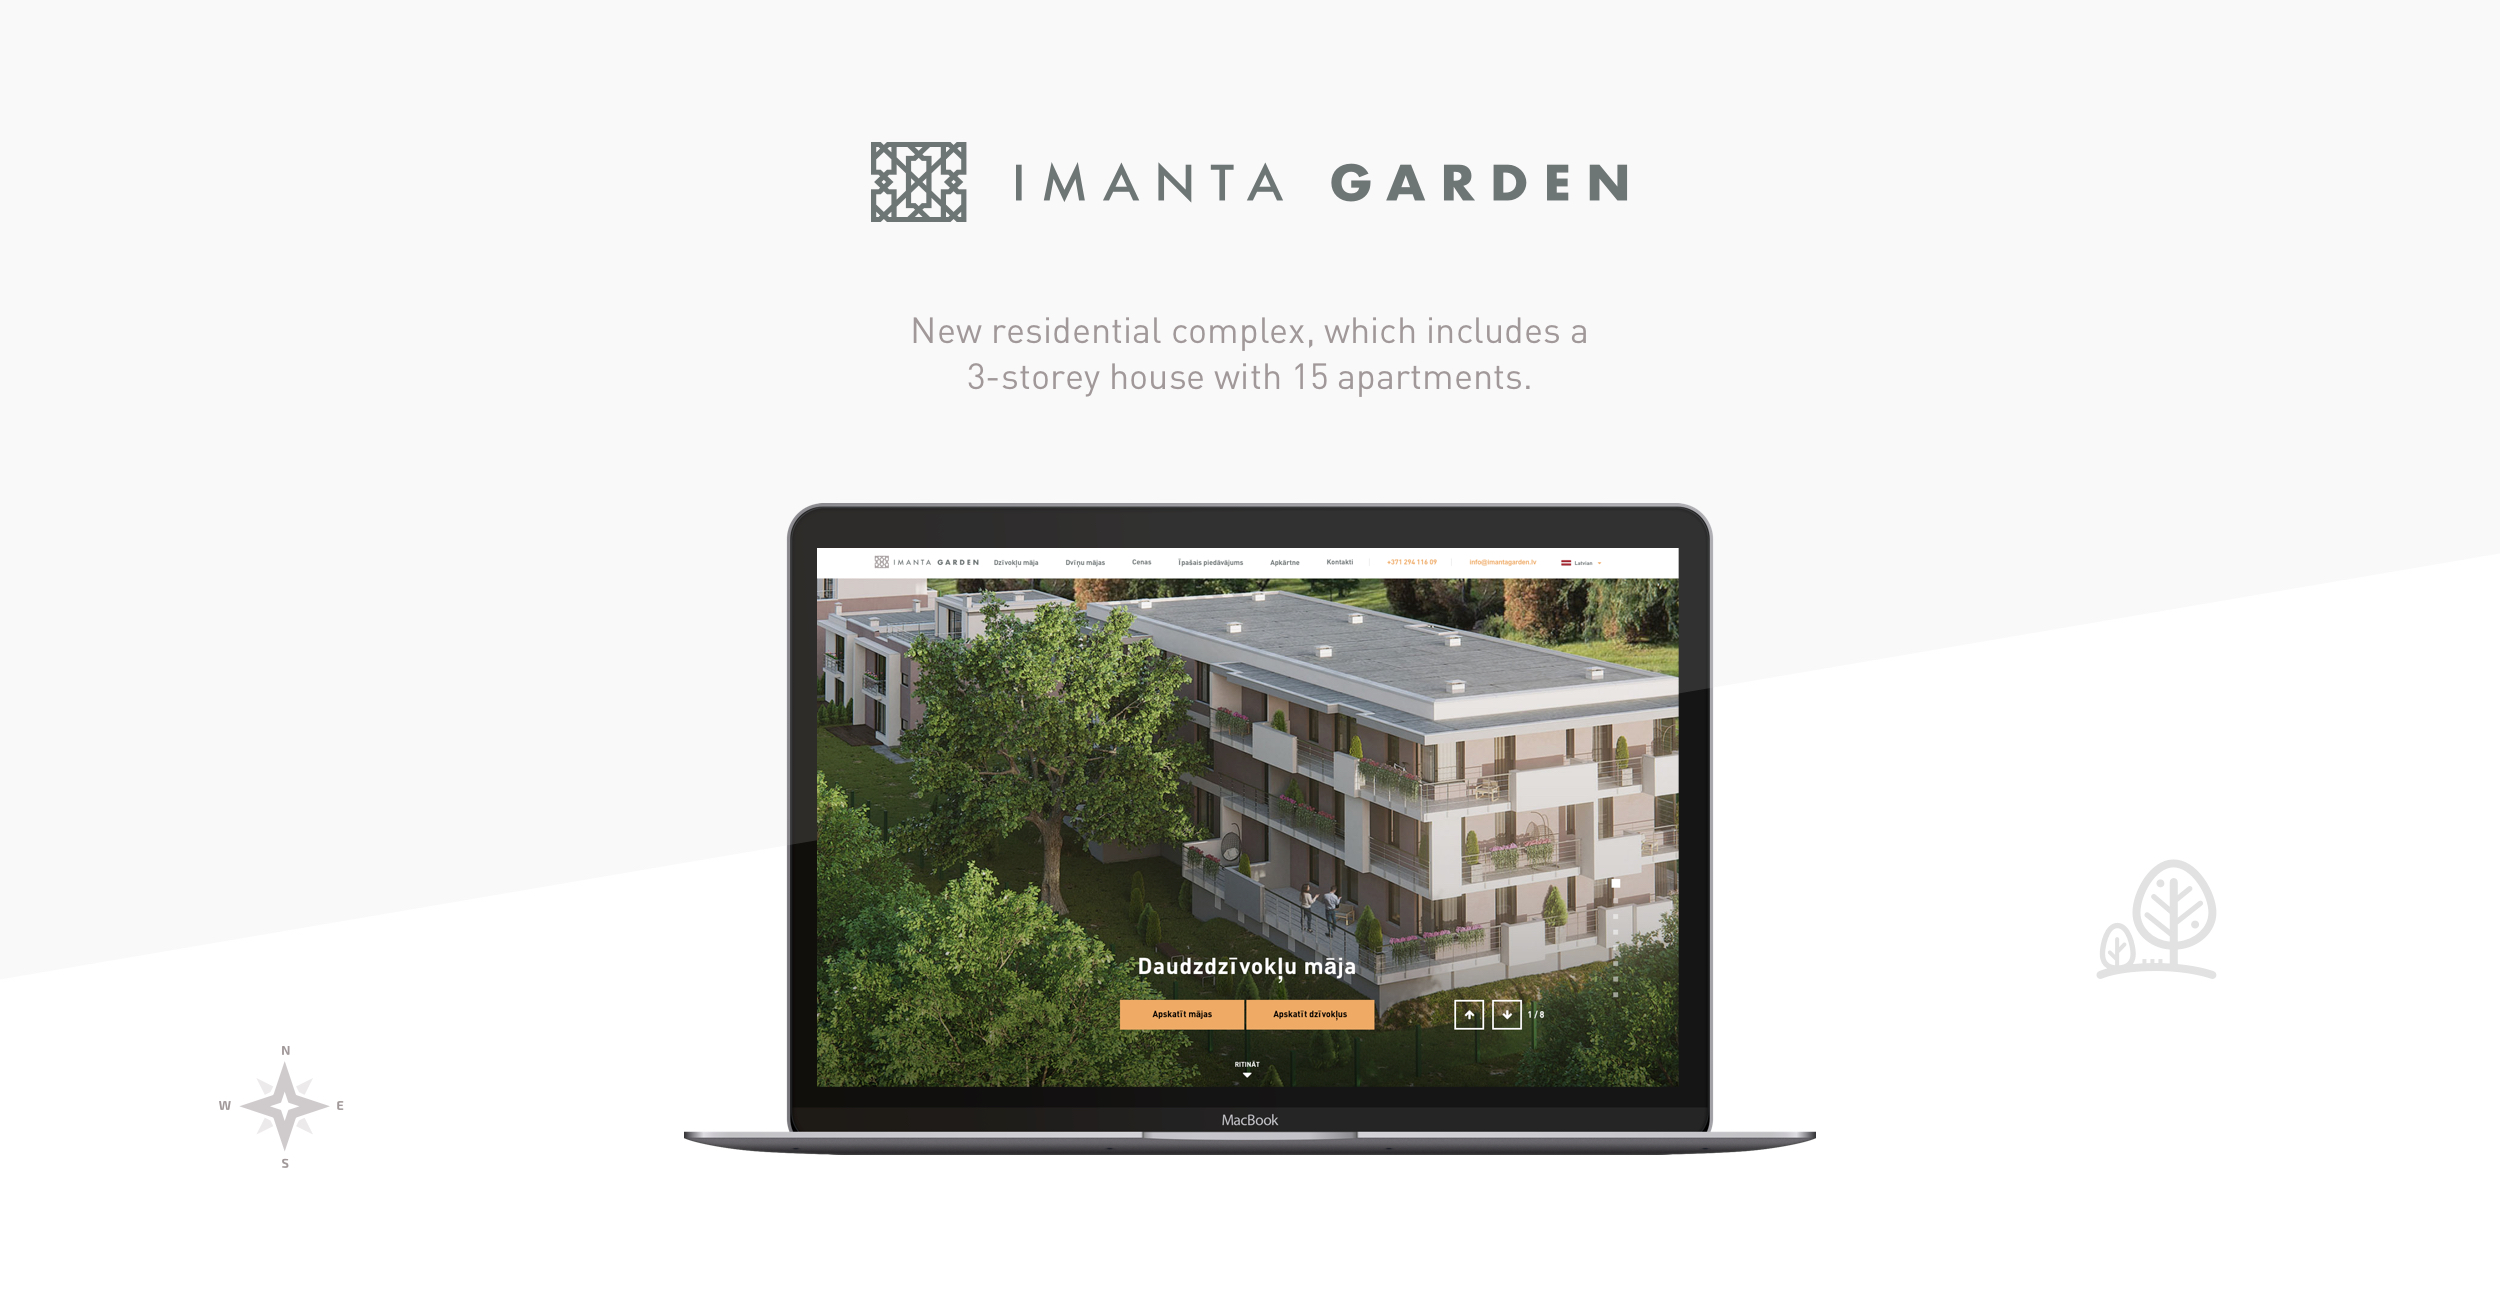 IMANTA GARDEN
New residential complex, which includes a
3-storey house with 15 apartments.
IMANTA GARDEN Dzīvokļu māja Dvīņu mājas Cenas Īpašais piedāvājums Apkārtne Kontakti +371 294 116 09 info@imantagarden.lv Latvian
Daudzdzīvokļu māja
Apskatīt mājas Apskatīt dzīvokļus 1 / 8
RITINĀT
MacBook
N
W E
S